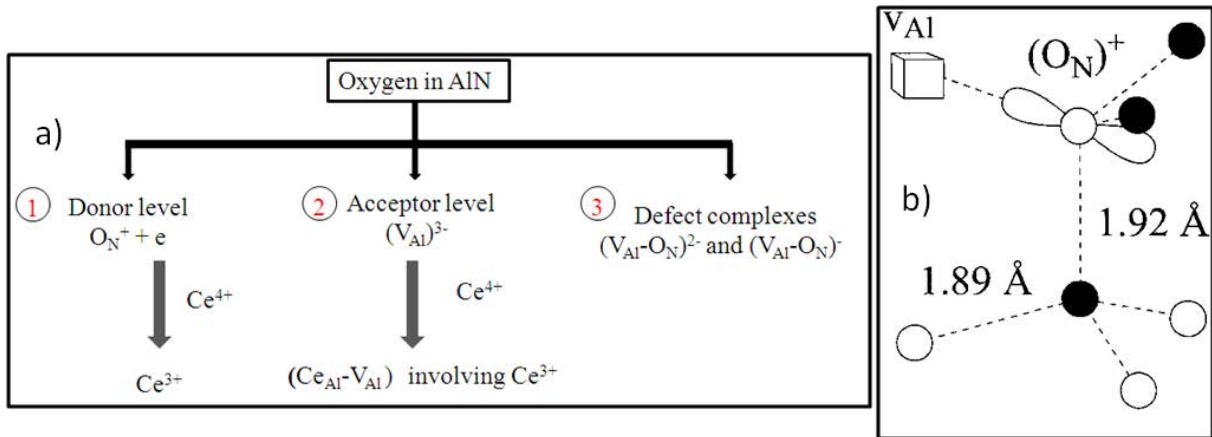 a)
Oxygen in AlN
1
Donor level
O_N^+ + e
Ce^4+
Ce^3+
2
Acceptor level
(V_Al)^3-
Ce^4+
(Ce_Al-V_Al) involving Ce^3+
3
Defect complexes
(V_Al-O_N)^2- and (V_Al-O_N)^-
b)
V_Al
(O_N)^+
1.92 Å
1.89 Å